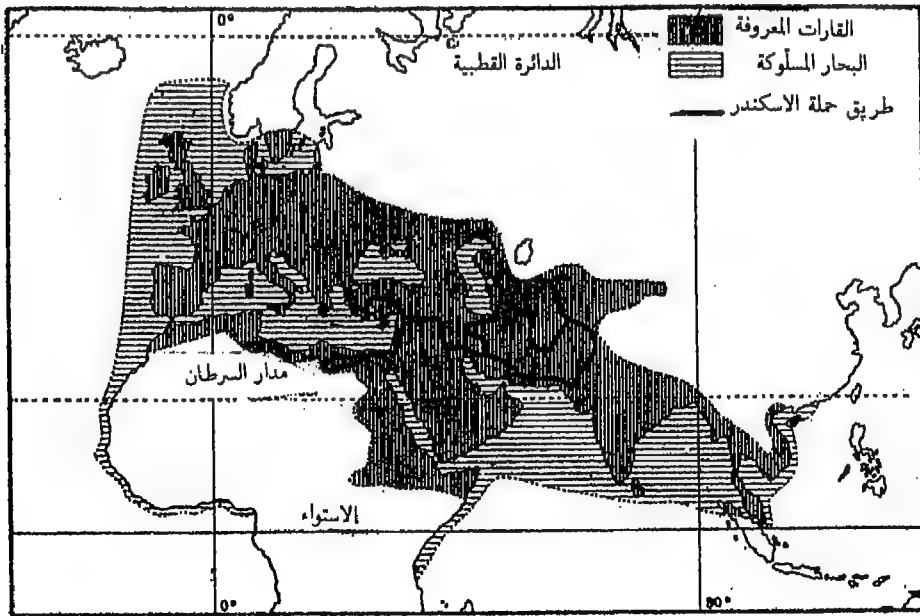 0°
القارات المعروفة
البحار المسلوكة
طريق حملة الاسكندر
الدائرة القطبية
مدار السرطان
الاستواء
0°
80°